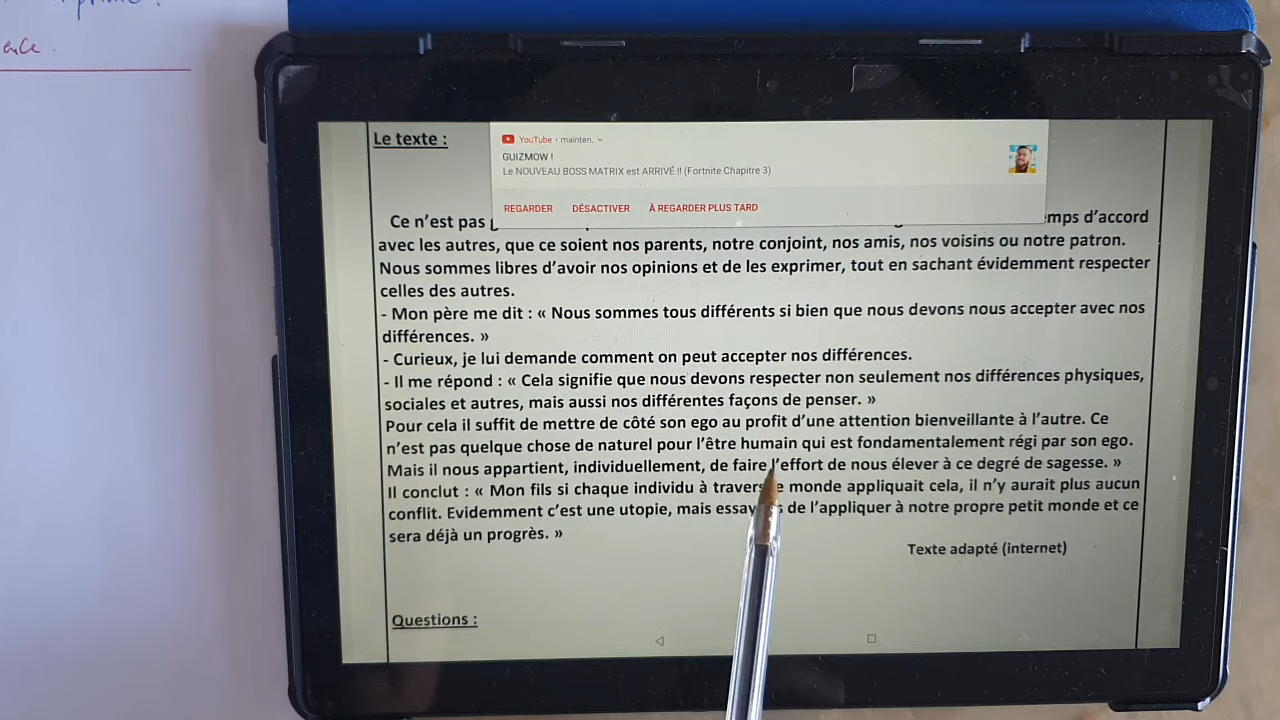 ence.
Le texte :
YouTube • mainten.
GUIZMOW !
Le NOUVEAU BOSS MATRIX est ARRIVÉ !! (Fortnite Chapitre 3)
REGARDER DÉSACTIVER À REGARDER PLUS TARD
Ce n'est pas d'accord
avec les autres, que ce soient nos parents, notre conjoint, nos amis, nos voisins ou notre patron.
Nous sommes libres d'avoir nos opinions et de les exprimer, tout en sachant évidemment respecter
celles des autres.
- Mon père me dit : « Nous sommes tous différents si bien que nous devons nous accepter avec nos
différences. »
- Curieux, je lui demande comment on peut accepter nos différences.
- Il me répond : « Cela signifie que nous devons respecter non seulement nos différences physiques,
sociales et autres, mais aussi nos différentes façons de penser. »
Pour cela il suffit de mettre de côté son ego au profit d'une attention bienveillante à l'autre. Ce
n'est pas quelque chose de naturel pour l'être humain qui est fondamentalement régi par son ego.
Mais il nous appartient, individuellement, de faire l'effort de nous élever à ce degré de sagesse. »
Il conclut : « Mon fils si chaque individu à travers monde appliquait cela, il n'y aurait plus aucun
conflit. Evidemment c'est une utopie, mais de l'appliquer à notre propre petit monde et ce
sera déjà un progrès. »
Texte adapté (internet)
Questions :